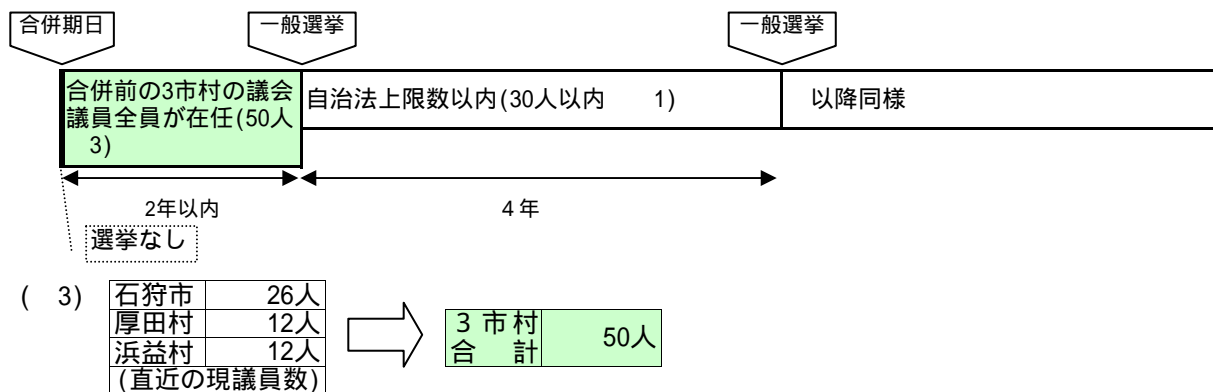 合併期日 一般選挙 一般選挙
合併前の3市村の議会
議員全員が在任(50人
3)
自治法上限数以内(30人以内 1)
以降同様
2年以内 4年
選挙なし
( 3)
石狩市 26人
厚田村 12人
浜益村 12人
(直近の現議員数)
3市村
合 計
50人